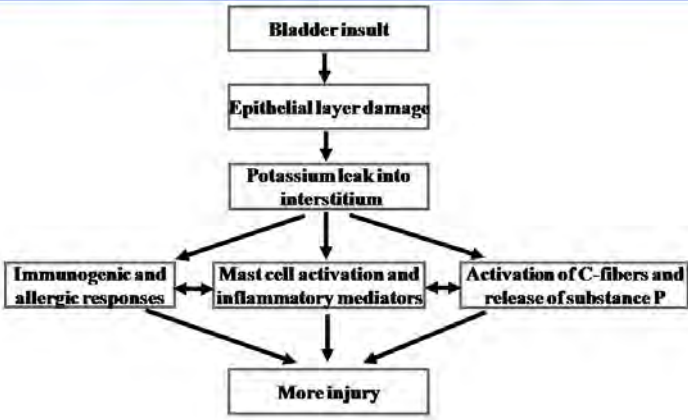 Bladder insult
Epithelial layer damage
Potassium leak into
interstitium
Immunogenic and
allergic responses
Mast cell activation and
inflammatory mediators
Activation of C-fibers and
release of substance P
More injury